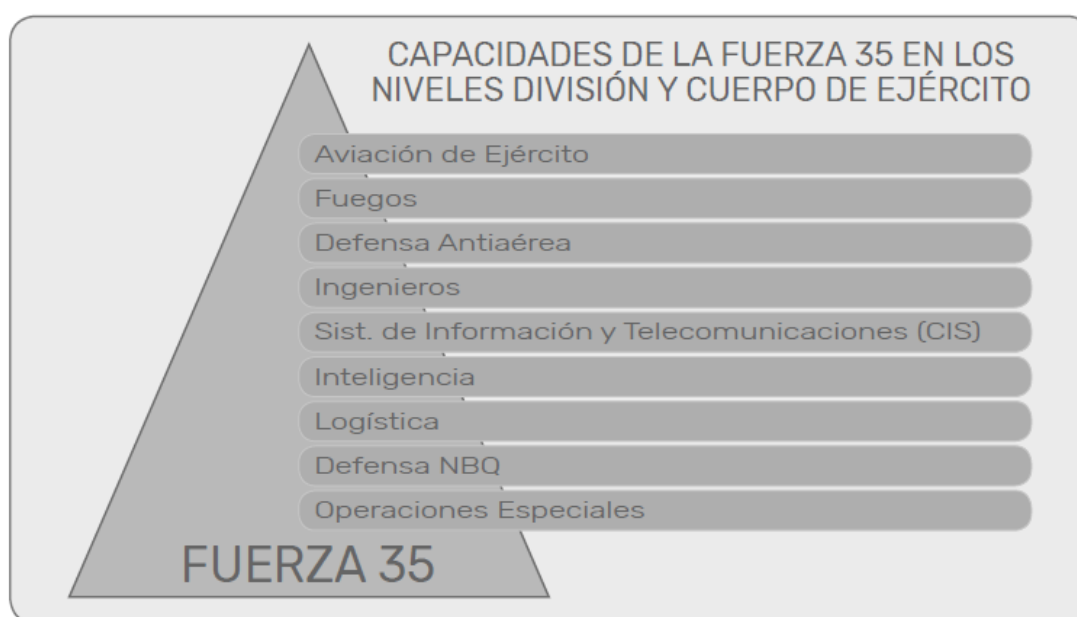 CAPACIDADES DE LA FUERZA 35 EN LOS
NIVELES DIVISIÓN Y CUERPO DE EJÉRCITO
Aviación de Ejército
Fuegos
Defensa Antiaérea
Ingenieros
Sist. de Información y Telecomunicaciones (CIS)
Inteligencia
Logística
Defensa NBQ
Operaciones Especiales
FUERZA 35